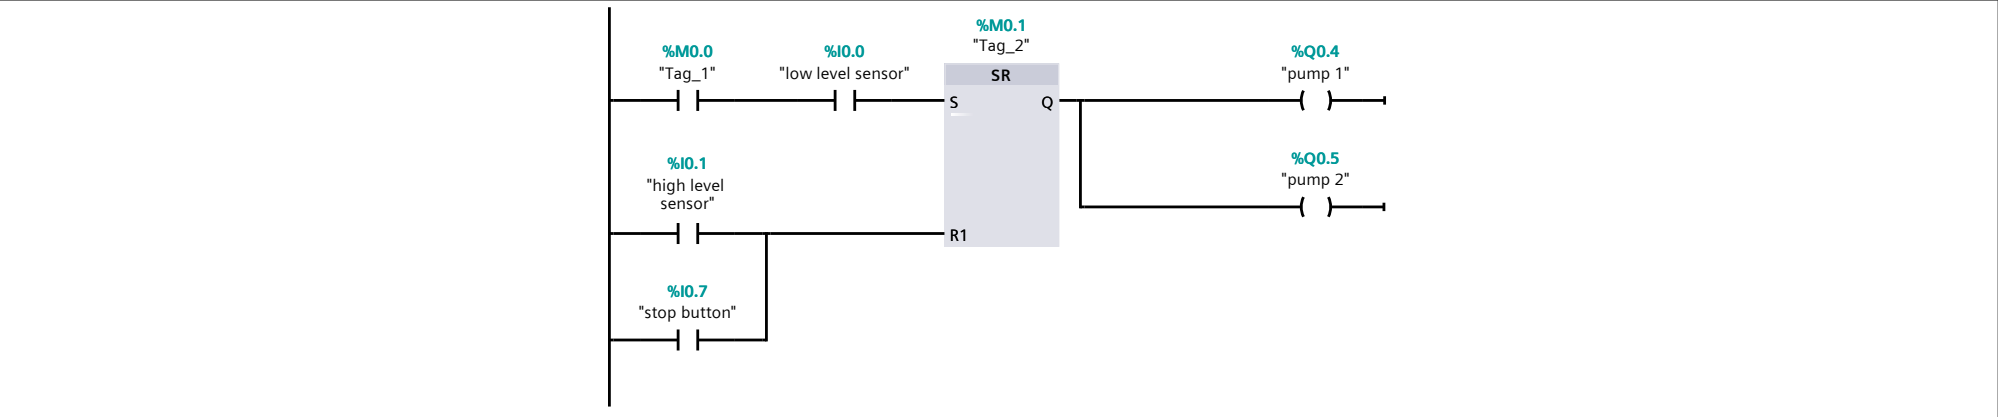 %M0.1
"Tag_2"
%M0.0
%I0.0
%Q0.4
"Tag_1"
"low level sensor"
SR
"pump 1"
S
Q
%I0.1
%Q0.5
"high level
sensor"
"pump 2"
R1
%I0.7
"stop button"